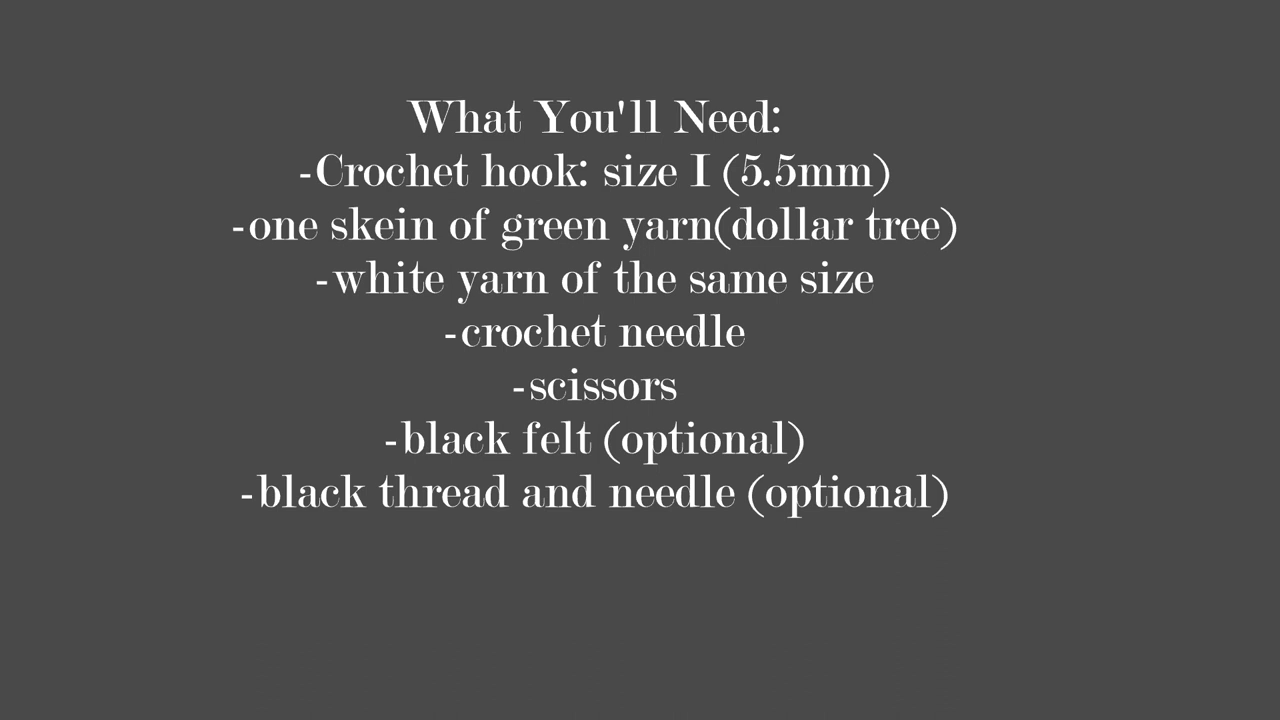 What You'll Need:
-Crochet hook: size I (5.5mm)
-one skein of green yarn(dollar tree)
-white yarn of the same size
-crochet needle
-scissors
-black felt (optional)
-black thread and needle (optional)